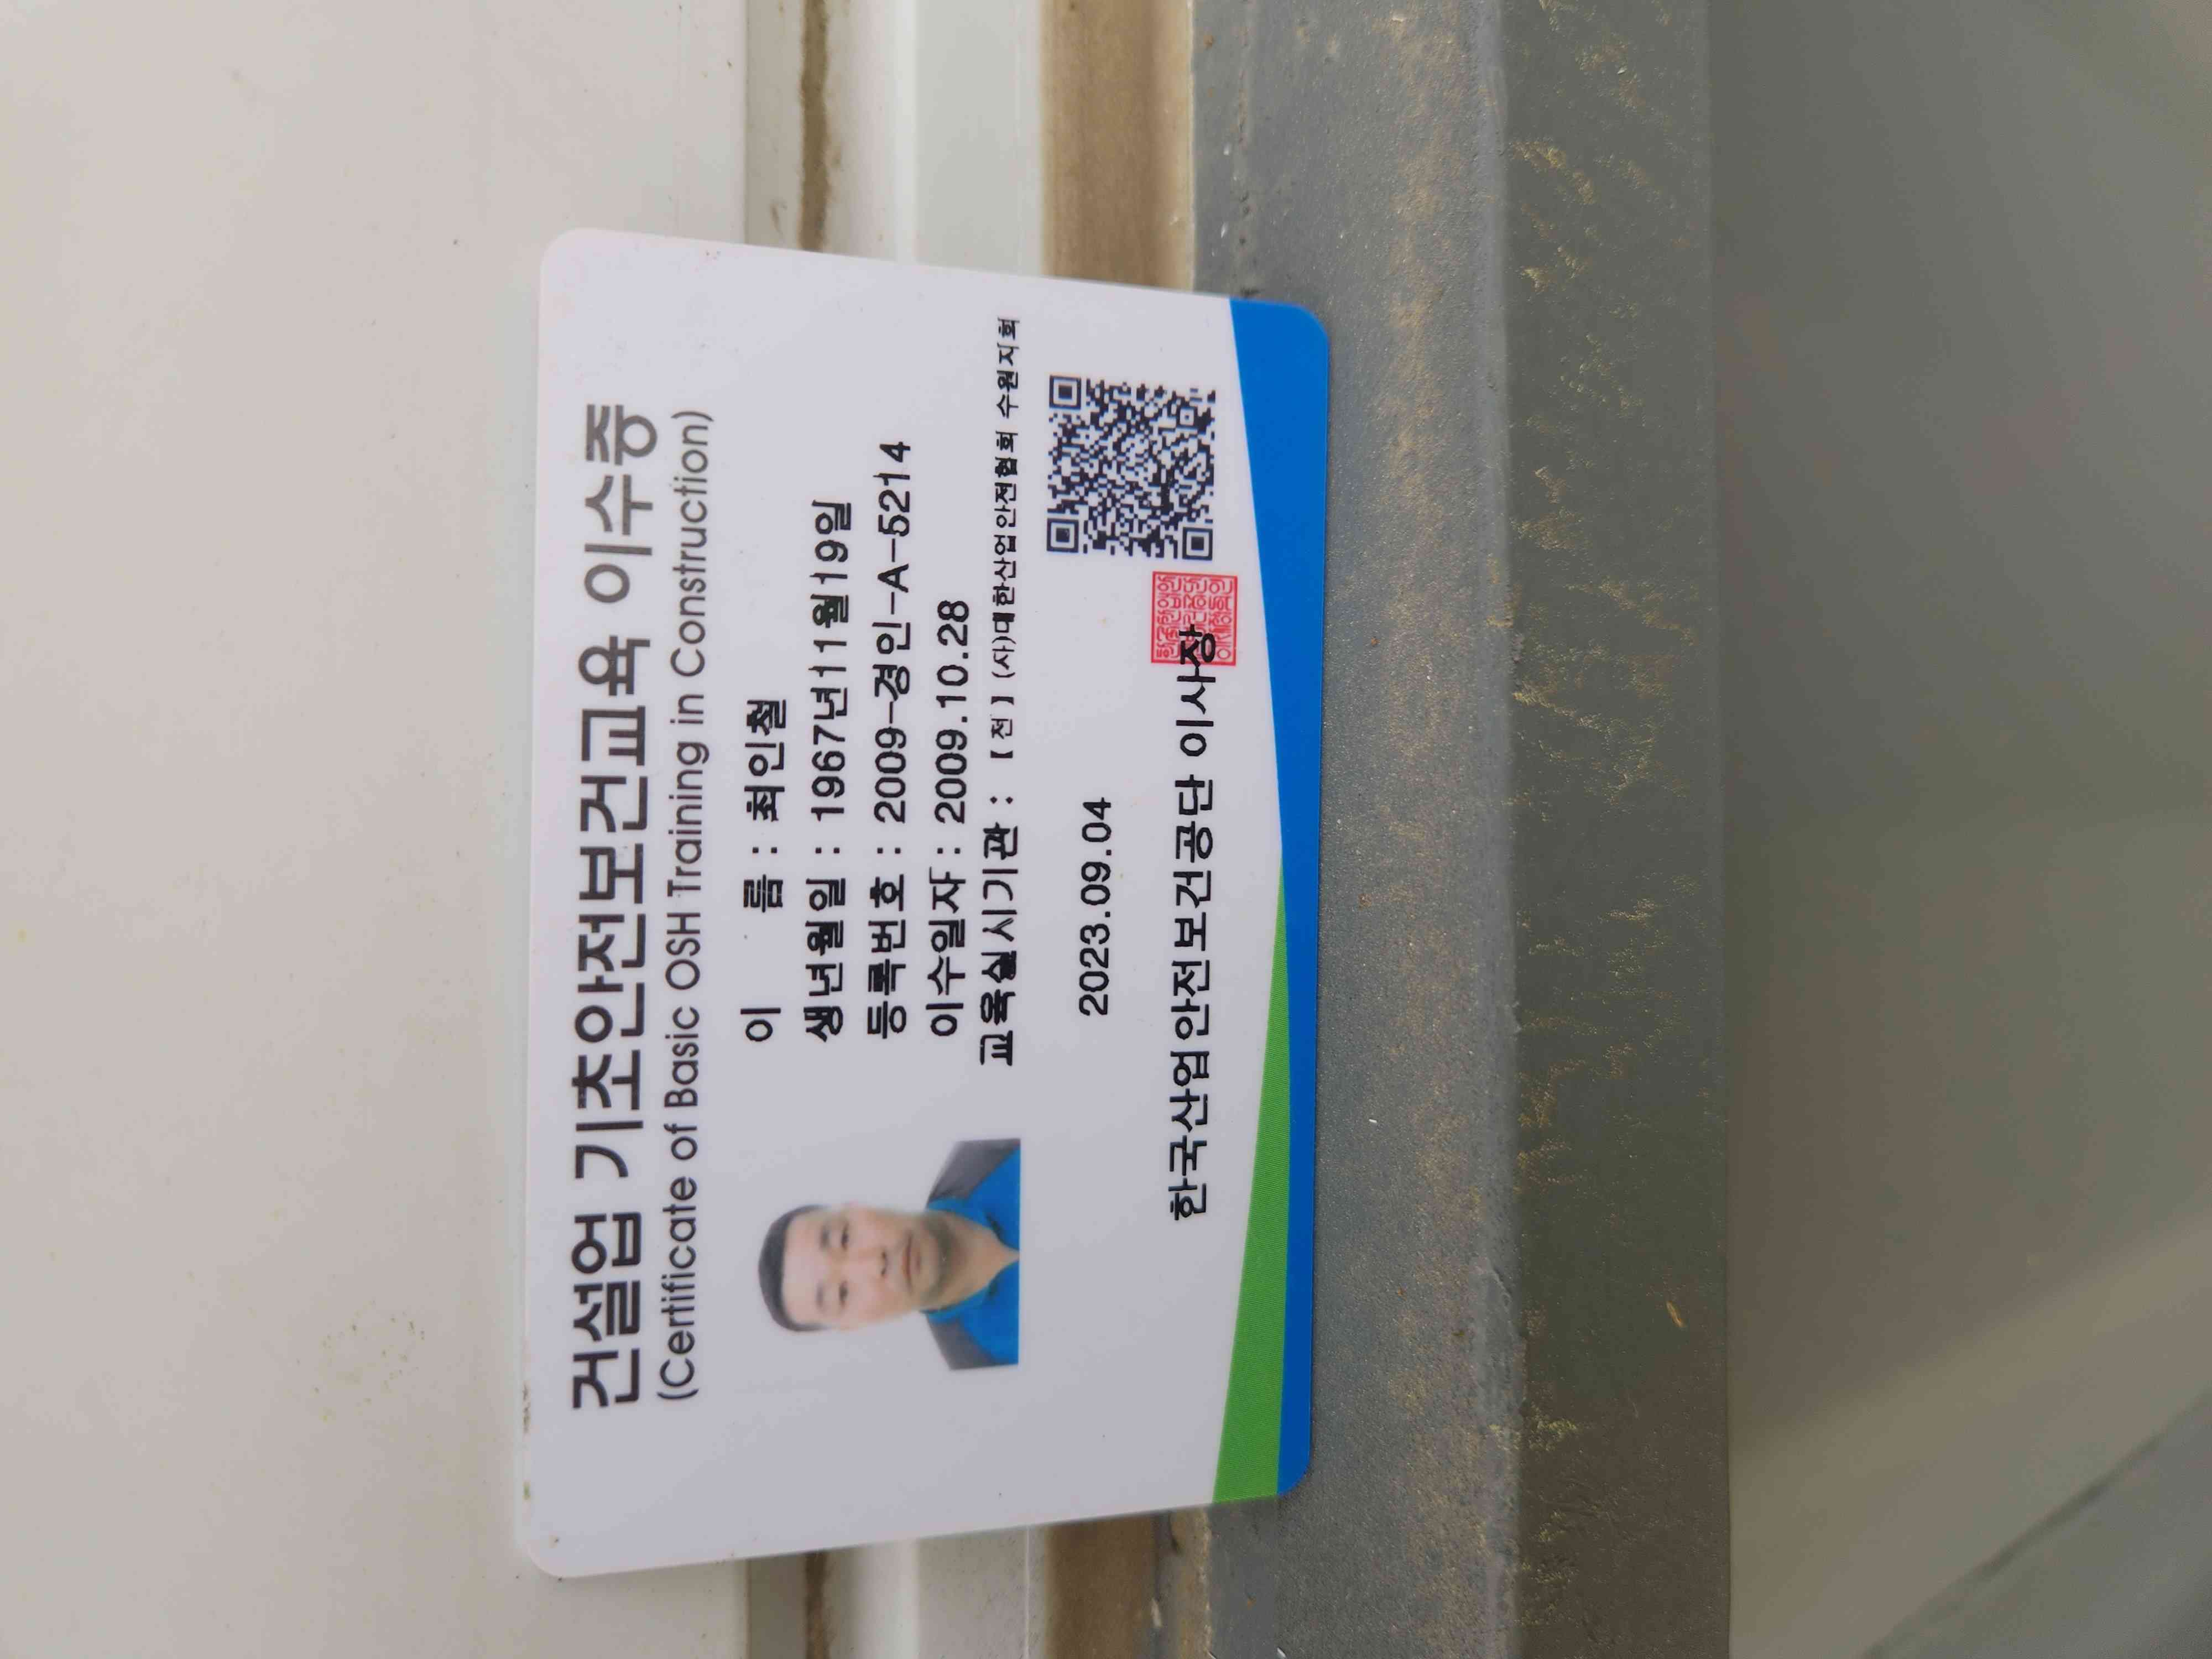 건설업 기초안전보건교육 이수증
(Certificate of Basic OSH Training in Construction)
이 름 : 최인철
생년월일 : 1967년11월19일
등록번호 : 2009-경인-A-5214
이수일자 : 2009.10.28
교육실시기관 : [전] (사)대한산업안전협회 수원지회
2023.09.04
한국산업안전보건공단 이사장